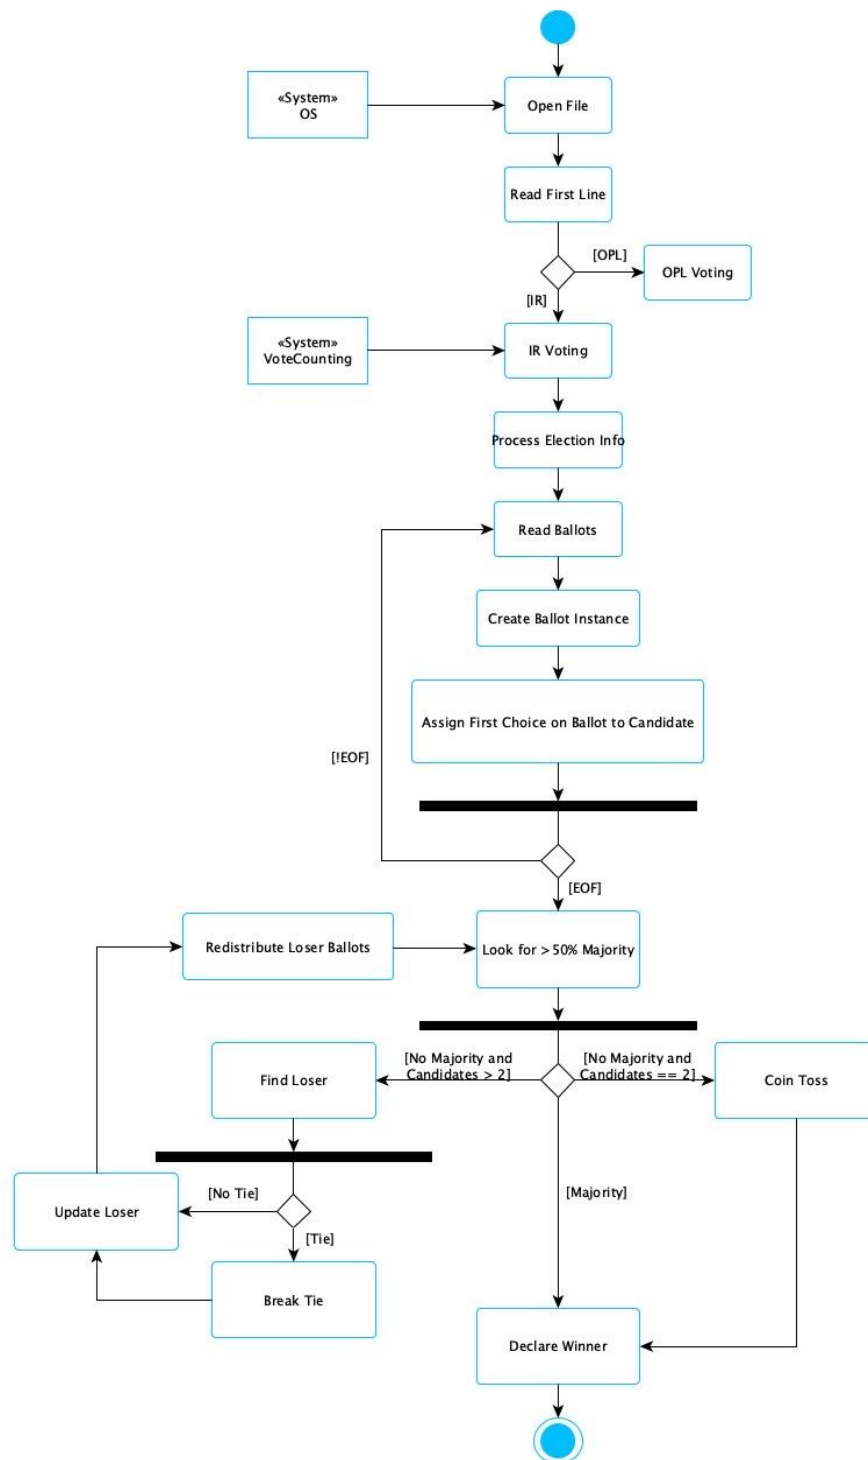 «System»
OS
Open File
Read First Line
[OPL]
OPL Voting
[IR]
«System»
VoteCounting
IR Voting
Process Election Info
Read Ballots
Create Ballot Instance
Assign First Choice on Ballot to Candidate
[!EOF]
[EOF]
Redistribute Loser Ballots
Look for >50% Majority
[No Majority and
Candidates > 2]
[No Majority and
Candidates == 2]
Find Loser
Coin Toss
[No Tie]
[Majority]
Update Loser
[Tie]
Break Tie
Declare Winner